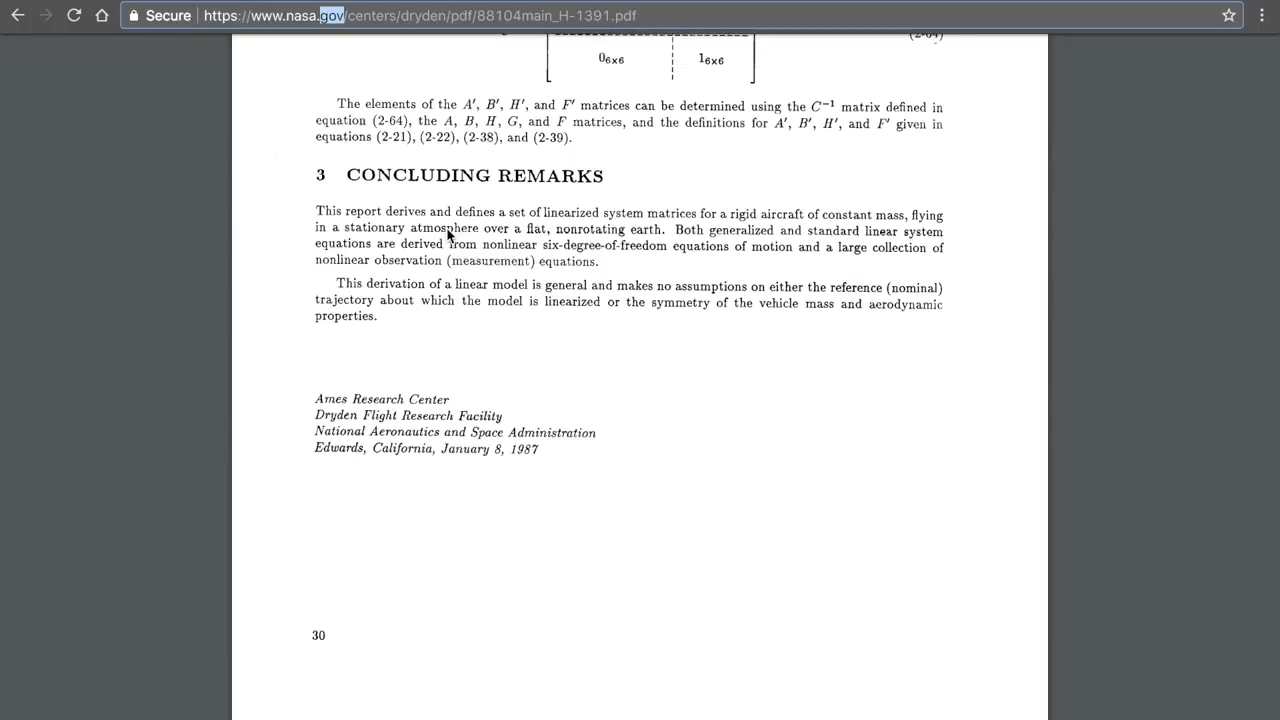 Secure | https://www.nasa.gov/centers/dryden/pdf/88104main_H-1391.pdf
(2-64)
0₆ₓ₆ 1₆ₓ₆
The elements of the A′, B′, H′, and F′ matrices can be determined using the C⁻¹ matrix defined in
equation (2-64), the A, B, H, G, and F matrices, and the definitions for A′, B′, H′, and F′ given in
equations (2-21), (2-22), (2-38), and (2-39).
3 CONCLUDING REMARKS
This report derives and defines a set of linearized system matrices for a rigid aircraft of constant mass, flying
in a stationary atmosphere over a flat, nonrotating earth. Both generalized and standard linear system
equations are derived from nonlinear six-degree-of-freedom equations of motion and a large collection of
nonlinear observation (measurement) equations.
This derivation of a linear model is general and makes no assumptions on either the reference (nominal)
trajectory about which the model is linearized or the symmetry of the vehicle mass and aerodynamic
properties.
Ames Research Center
Dryden Flight Research Facility
National Aeronautics and Space Administration
Edwards, California, January 8, 1987
30